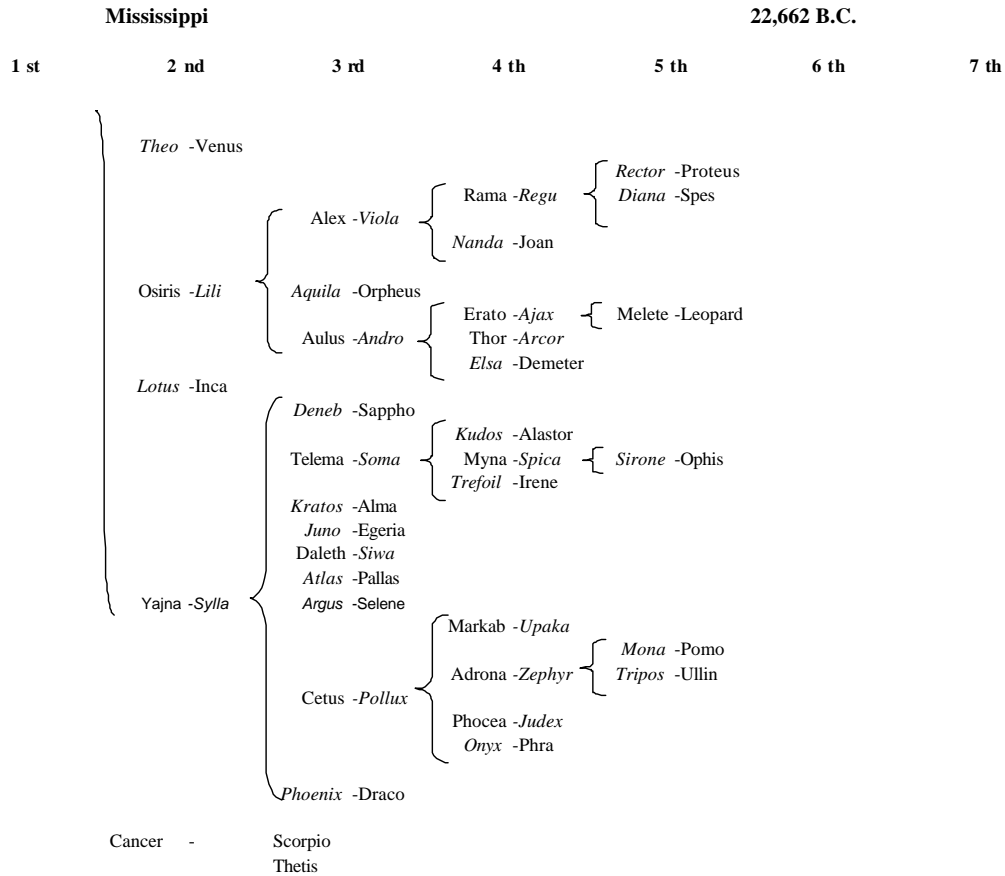 Mississippi 22,662 B.C.
1 st 2 nd 3 rd 4 th 5 th 6 th 7 th
Theo -Venus
Rector -Proteus
Rama -Regu Diana -Spes
Alex -Viola
Nanda -Joan
Osiris -Lili Aquila -Orpheus
Erato -Ajax Melete -Leopard
Aulus -Andro Thor -Arcor
Elsa -Demeter
Lotus -Inca
Deneb -Sappho
Kudos -Alastor
Telema -Soma Myna -Spica Sirone -Ophis
Trefoil -Irene
Kratos -Alma
Juno -Egeria
Daleth -Siwa
Atlas -Pallas
Yajna -Sylla Argus -Selene
Markab -Upaka
Mona -Pomo
Adrona -Zephyr Tripos -Ullin
Cetus -Pollux
Phocea -Judex
Onyx -Phra
Phoenix -Draco
Cancer - Scorpio
Thetis